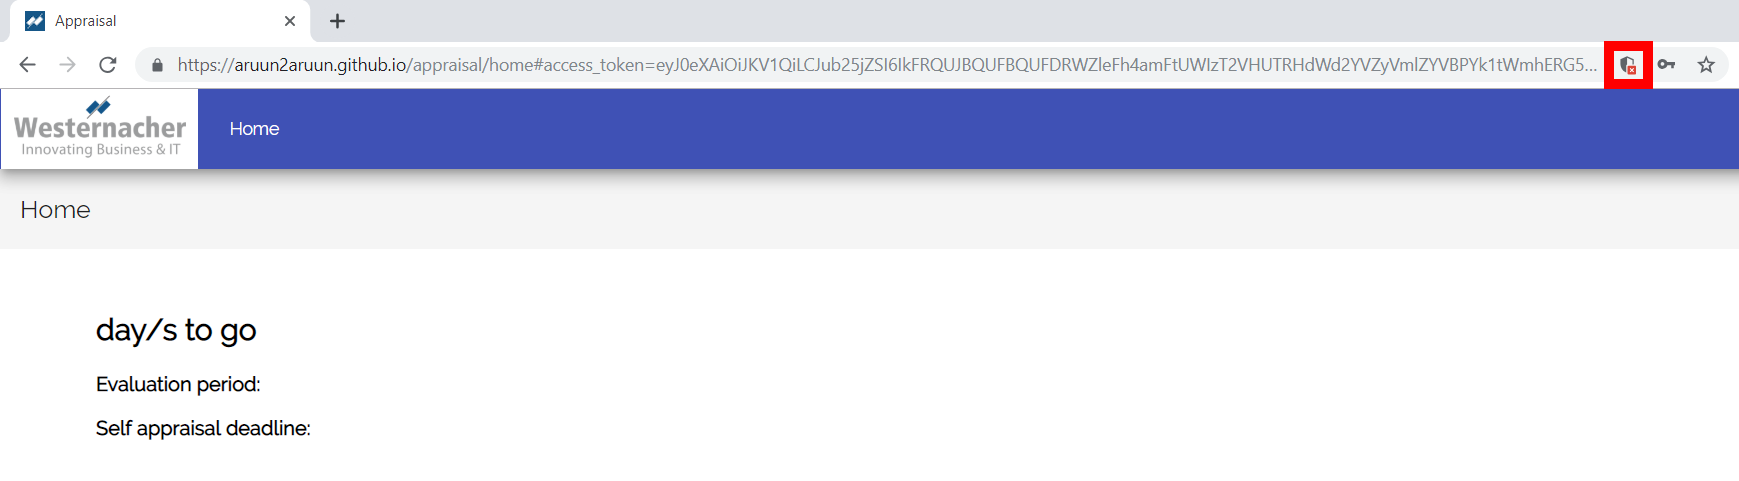 Appraisal
https://aruun2aruun.github.io/appraisal/home#access_token=eyJ0eXAiOiJKV1QiLCJub25jZSI6IkFRQUJBQUFBQUFDRWZleFh4amFtUWIzT2VHUTRHdWd2YVZyVmlZYVBPYk1tWmhERG5...
Westernacher
Innovating Business & IT
Home
Home
day/s to go
Evaluation period:
Self appraisal deadline: